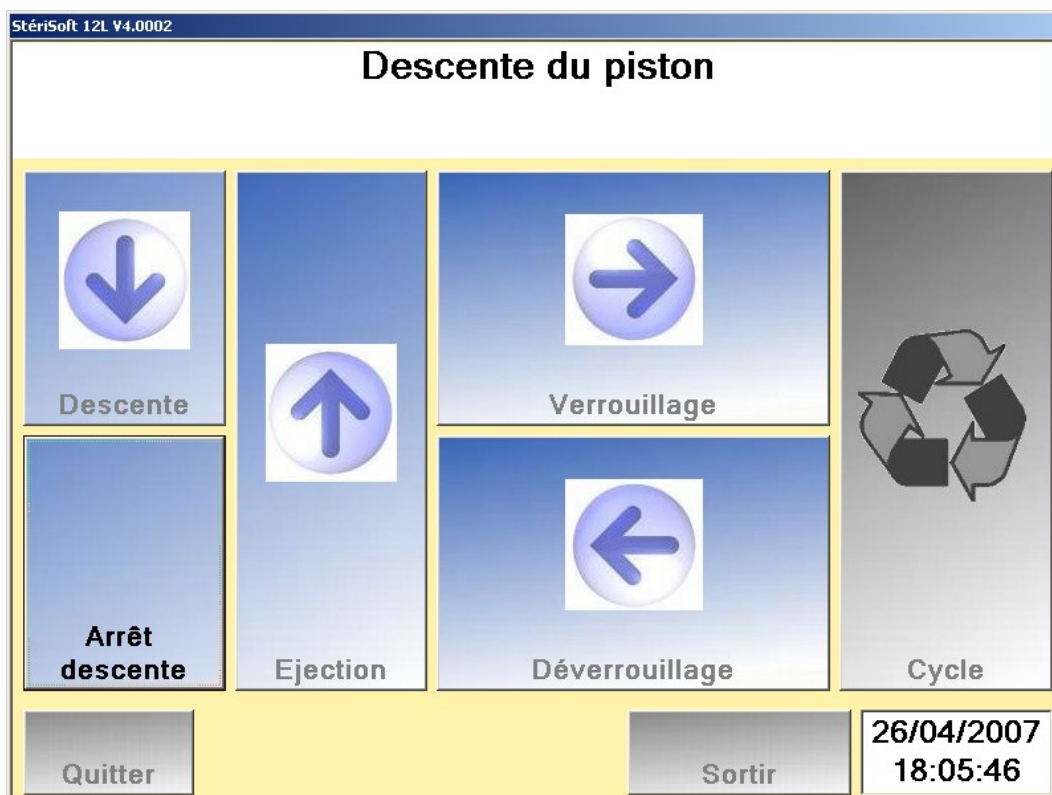 StériSoft 12L V4.0002
Descente du piston
Descente
Verrouillage
Arrêt
descente
Ejection
Déverrouillage
Cycle
Quitter
Sortir
26/04/2007
18:05:46